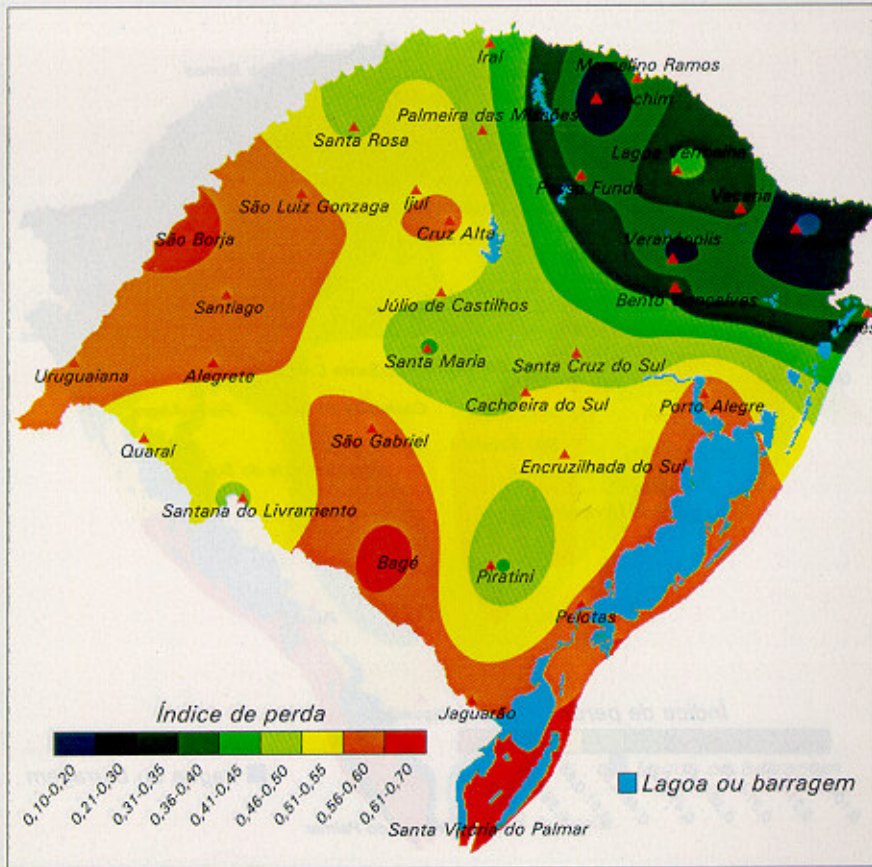 Iraí
Marcelino Ramos
Erechim
Palmeira das Missões
Santa Rosa
Lagoa Vermelha
Passo Fundo
São Luiz Gonzaga
Ijuí
Vacaria
Cruz Alta
São Borja
Veranópolis
Santiago
Júlio de Castilhos
Bento Gonçalves
Torres
Santa Maria
Santa Cruz do Sul
Uruguaiana
Alegrete
Cachoeira do Sul
Porto Alegre
São Gabriel
Quaraí
Encruzilhada do Sul
Santana do Livramento
Bagé
Piratini
Pelotas
Jaguarão
Índice de perda
0,10-0,20
0,21-0,30
0,31-0,35
0,36-0,40
0,41-0,45
0,46-0,50
0,51-0,55
0,56-0,60
0,61-0,70
Lagoa ou barragem
Santa Vitória do Palmar